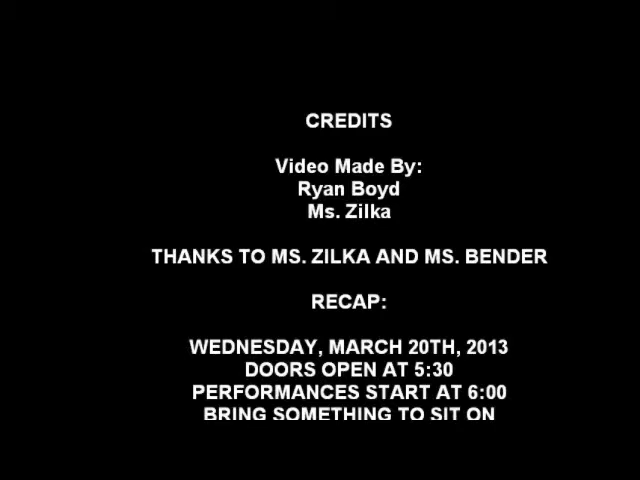 CREDITS
Video Made By:
Ryan Boyd
Ms. Zilka
THANKS TO MS. ZILKA AND MS. BENDER
RECAP:
WEDNESDAY, MARCH 20TH, 2013
DOORS OPEN AT 5:30
PERFORMANCES START AT 6:00
BRING SOMETHING TO SIT ON